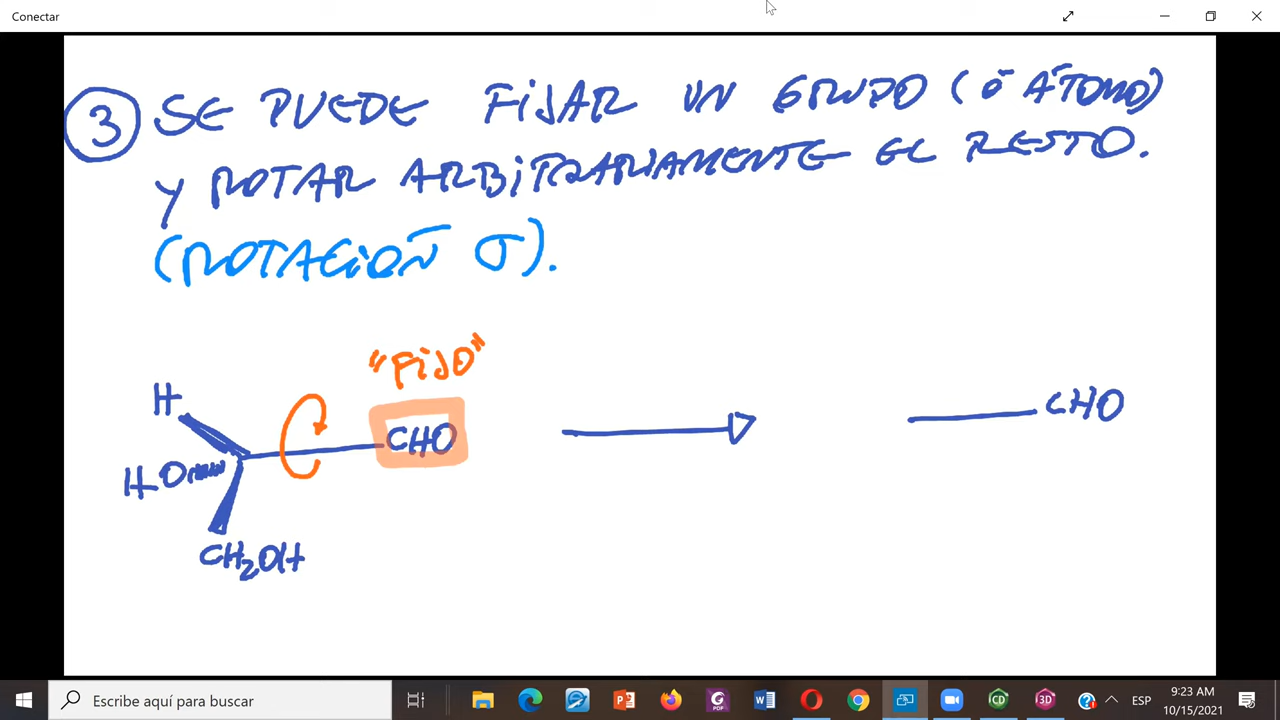 Conectar
3 SE PUEDE FIJAR UN GRUPO (Ó ÁTOMO)
Y ROTAR ARBITRARIAMENTE EL RESTO.
(ROTACIÓN σ).
"FIJO"
H
CHO
CHO
HO
CH₂OH
Escribe aquí para buscar
ESP
9:23 AM
10/15/2021